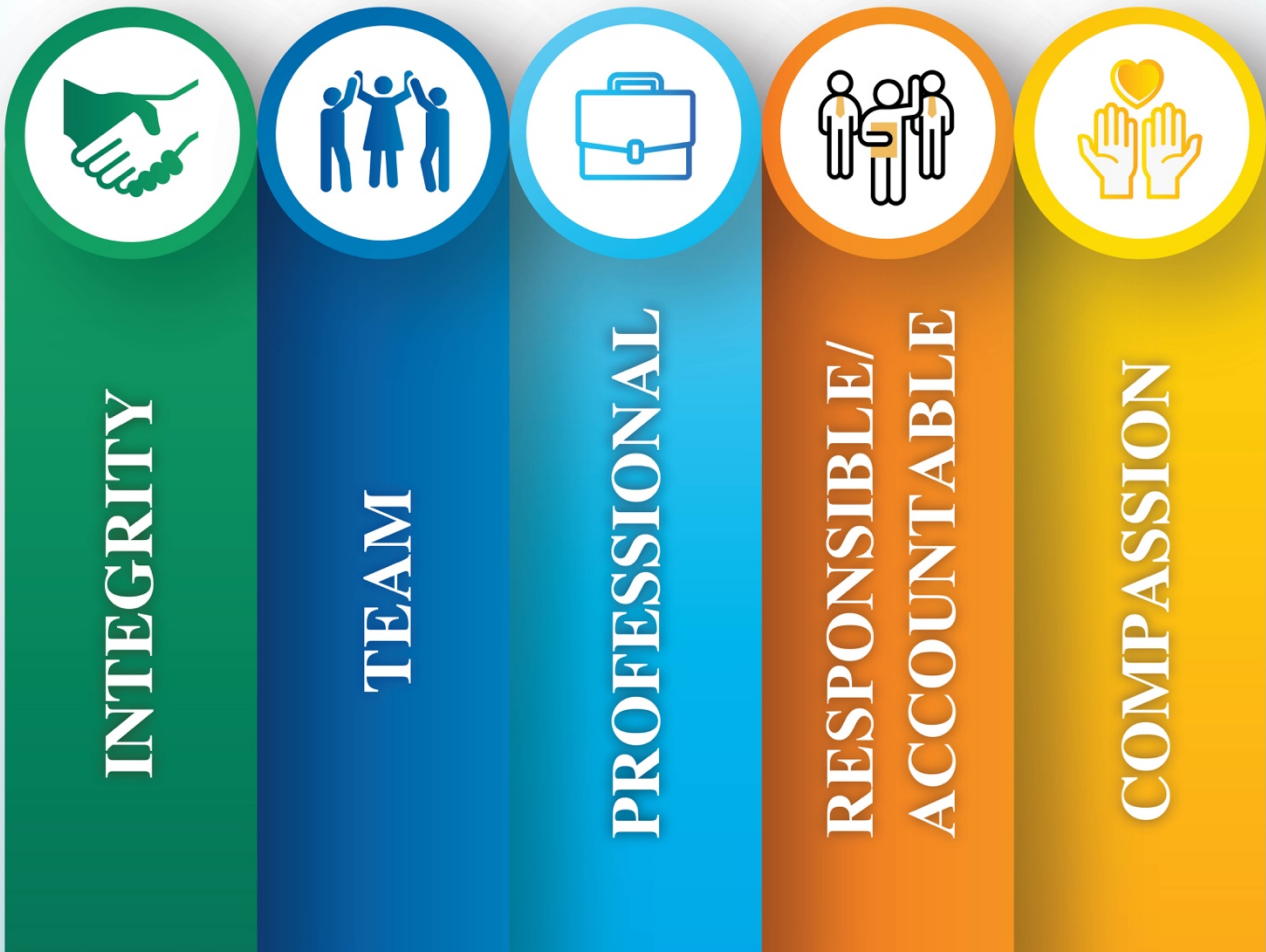 INTEGRITY
TEAM
PROFESSIONAL
RESPONSIBLE/
ACCOUNTABLE
COMPASSION